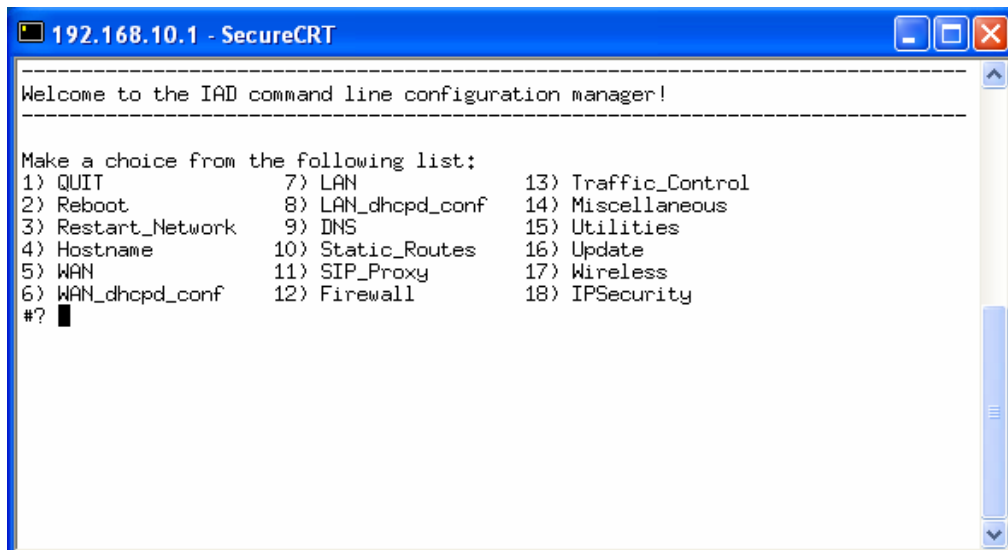 192.168.10.1 - SecureCRT
--------------------------------------------------------------------------------
Welcome to the IAD command line configuration manager!
--------------------------------------------------------------------------------
Make a choice from the following list:
1) QUIT 7) LAN 13) Traffic_Control
2) Reboot 8) LAN_dhcpd_conf 14) Miscellaneous
3) Restart_Network 9) DNS 15) Utilities
4) Hostname 10) Static_Routes 16) Update
5) WAN 11) SIP_Proxy 17) Wireless
6) WAN_dhcpd_conf 12) Firewall 18) IPSecurity
#?